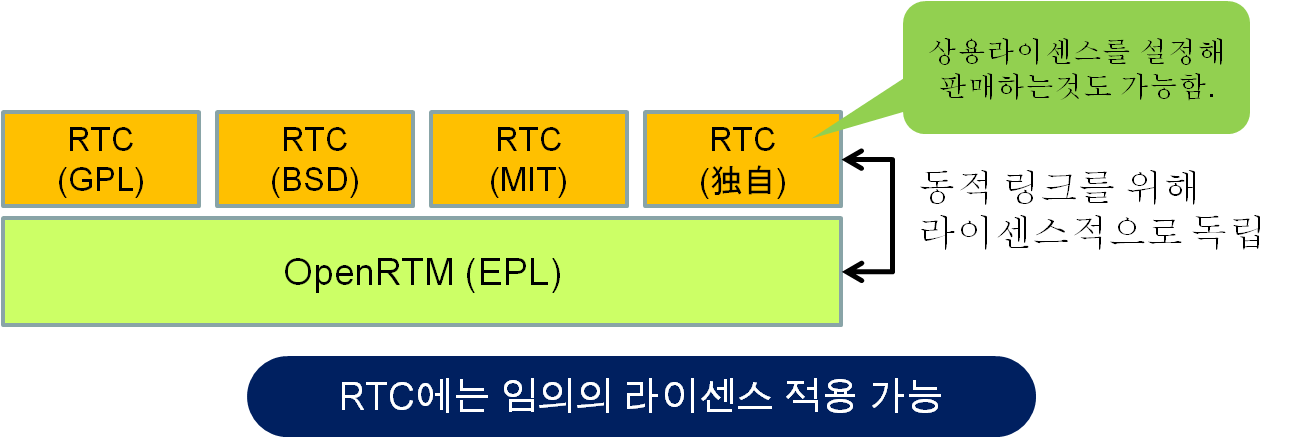 상용라이센스를 설정해
판매하는것도 가능함.
RTC
(GPL)
RTC
(BSD)
RTC
(MIT)
RTC
(独自)
동적 링크를 위해
라이센스적으로 독립
OpenRTM (EPL)
RTC에는 임의의 라이센스 적용 가능